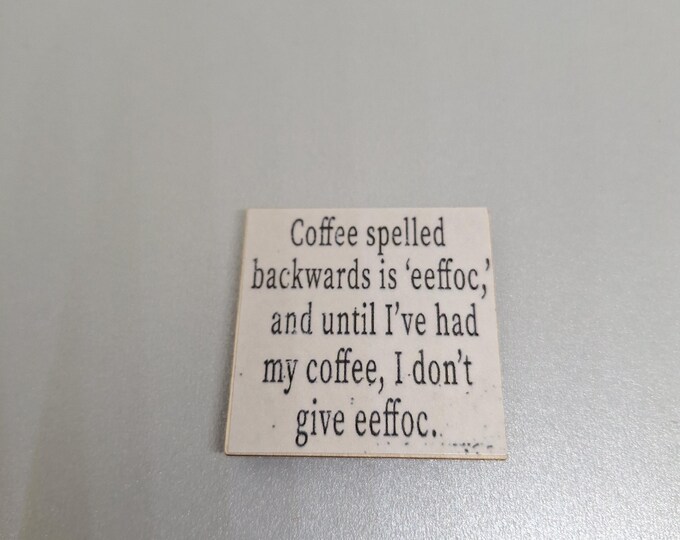 Coffee spelled
backwards is ‘eeffoc,’
and until I’ve had
my coffee, I don’t
give eeffoc.